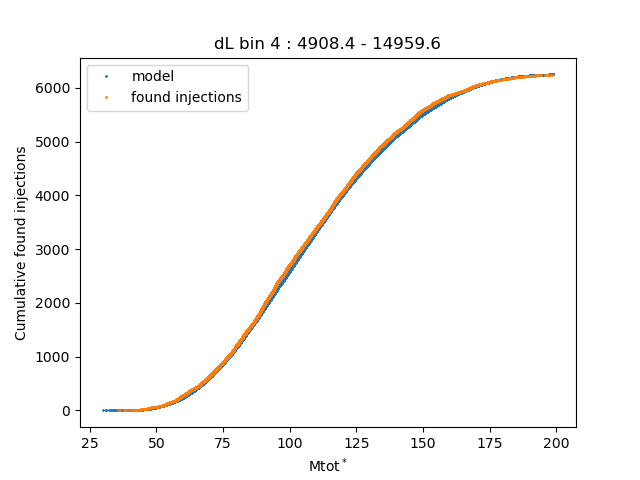 dL bin 4 : 4908.4 - 14959.6
model
found injections
Cumulative found injections
6000
5000
4000
3000
2000
1000
0
25 50 75 100 125 150 175 200
Mtot*